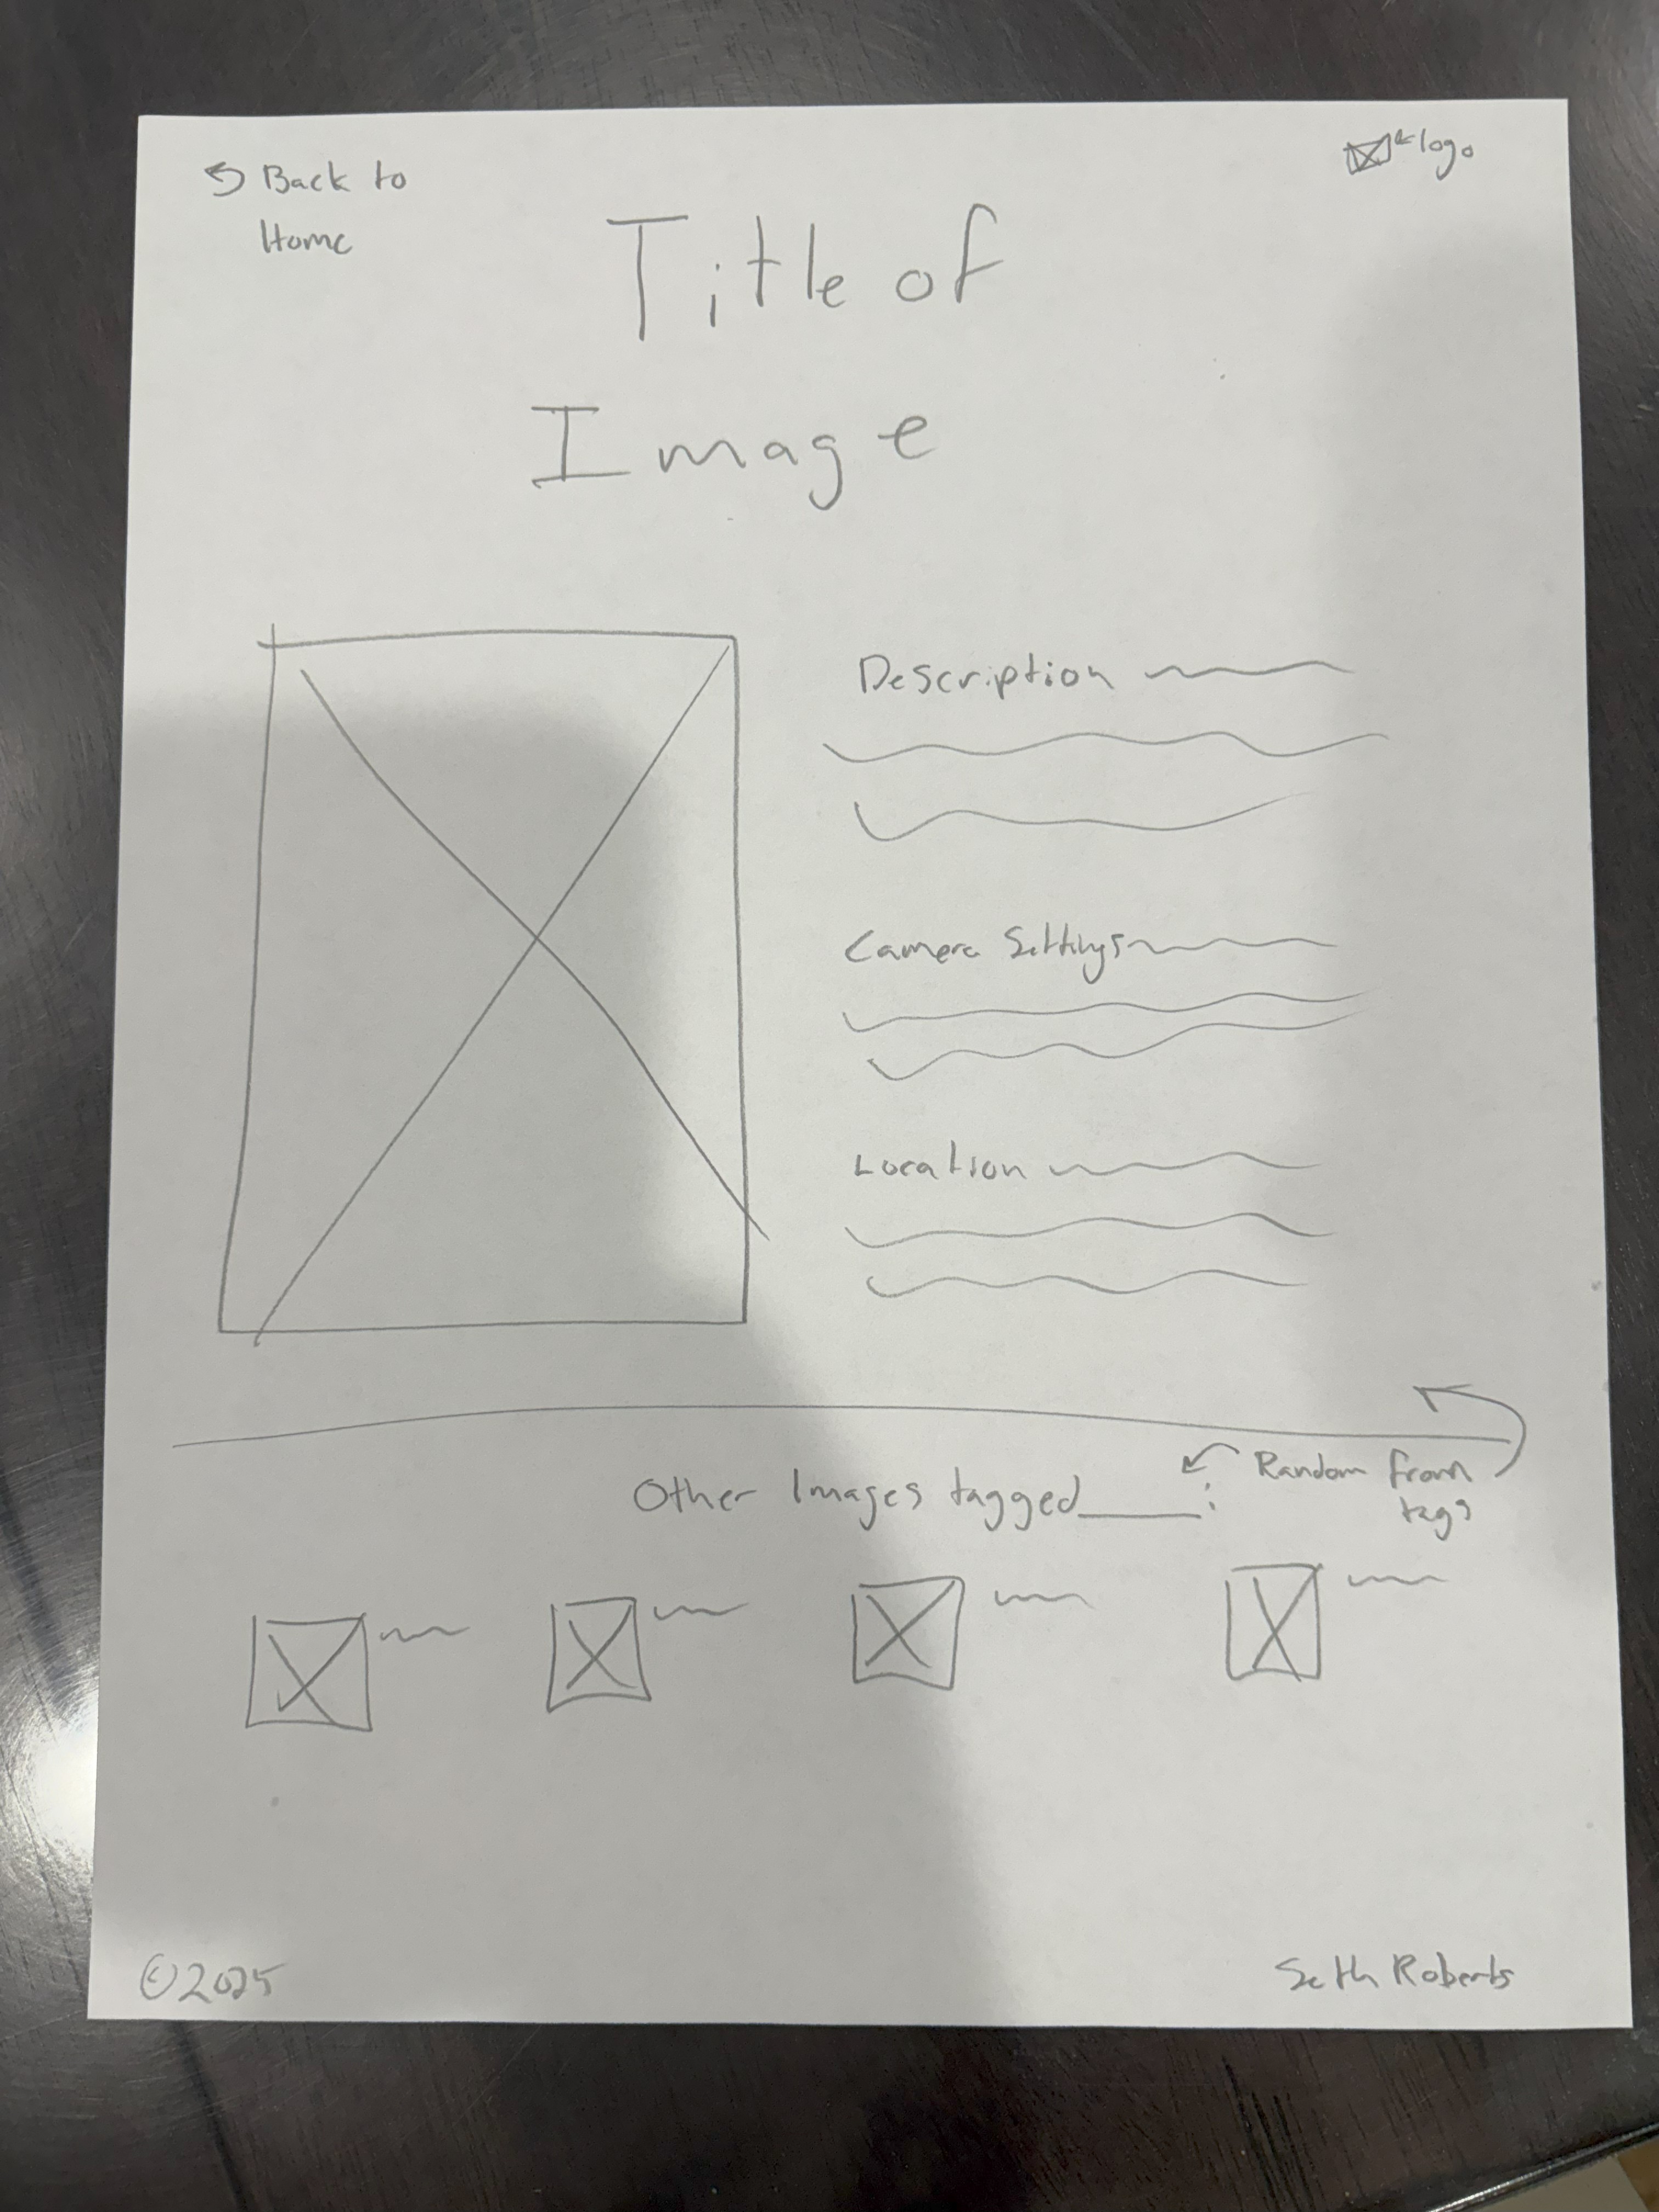 Back to
Home
logo
Title of
Image
Description
Camera Settings
Location
Other Images tagged_____:
Random from
tags
©2025
Seth Roberts